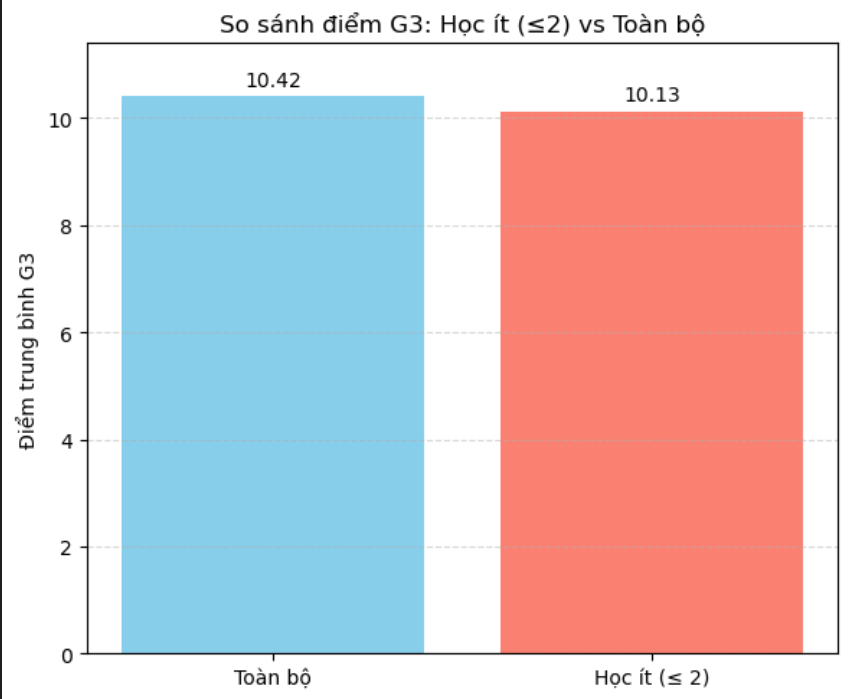 So sánh điểm G3: Học ít (≤2) vs Toàn bộ
10.42
10.13
10
8
6
4
2
0
Điểm trung bình G3
Toàn bộ
Học ít (≤ 2)